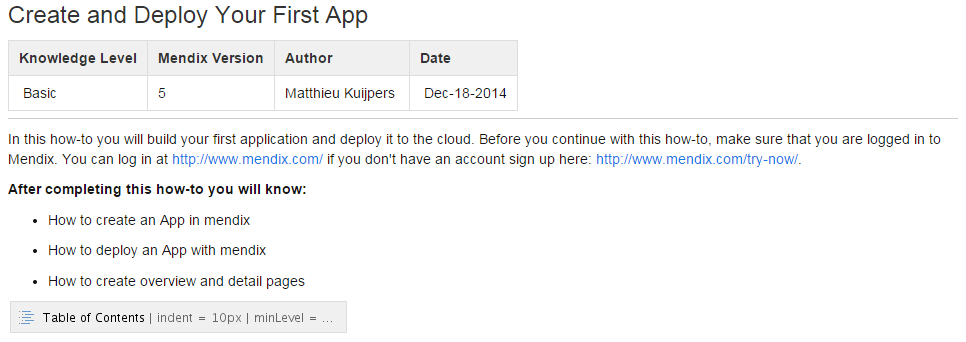 Create and Deploy Your First App
Knowledge Level Mendix Version Author Date
Basic 5 Matthieu Kuijpers Dec-18-2014
In this how-to you will build your first application and deploy it to the cloud. Before you continue with this how-to, make sure that you are logged in to
Mendix. You can log in at http://www.mendix.com/ if you don't have an account sign up here: http://www.mendix.com/try-now/.
After completing this how-to you will know:
• How to create an App in mendix
• How to deploy an App with mendix
• How to create overview and detail pages
Table of Contents | indent = 10px | minLevel = ...